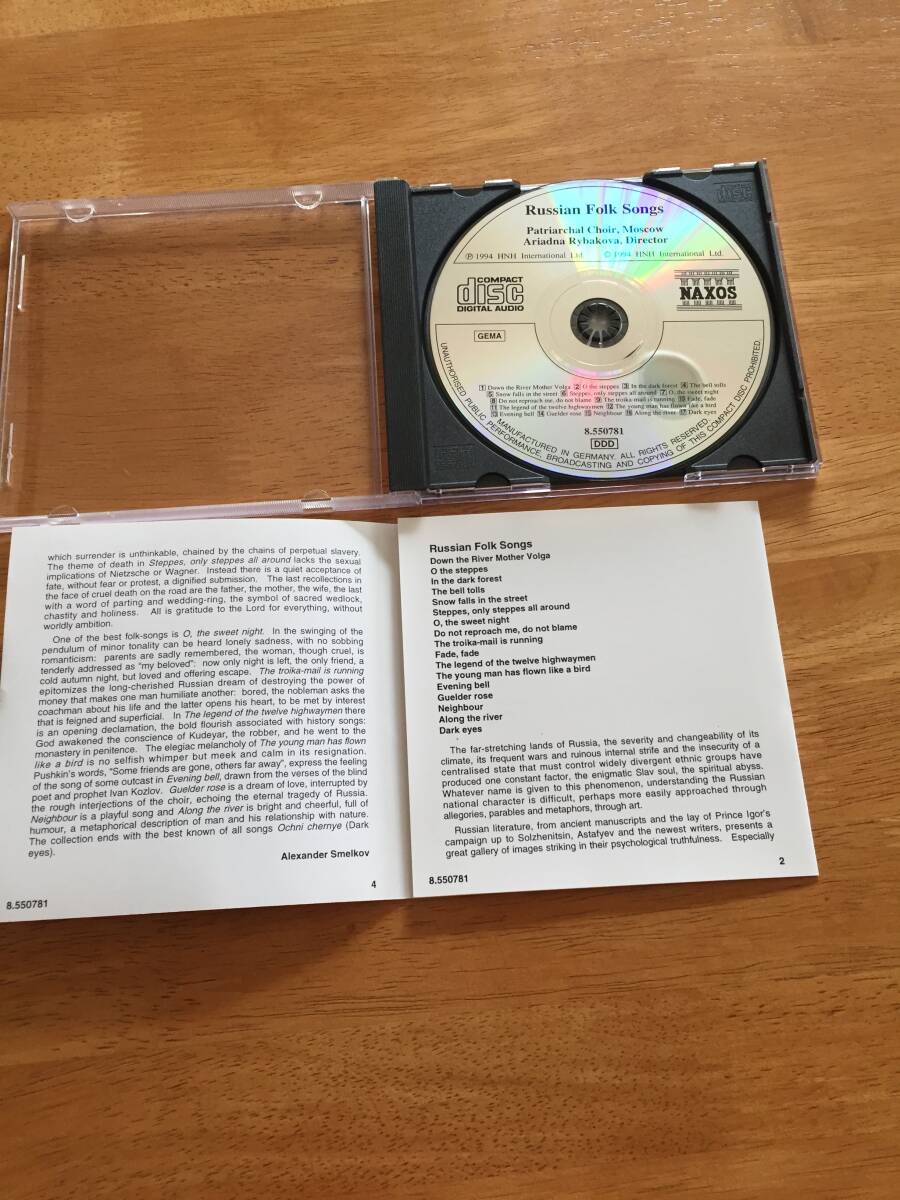 Russian Folk Songs
Patriarchal Choir, Moscow
Ariadna Rybakova, Director
℗ 1994 HNH International Ltd. © 1994 HNH International Ltd.
COMPACT
disc
DIGITAL AUDIO
NAXOS
GEMA
1 Down the River Mother Volga 2 O the steppes 3 In the dark forest 4 The bell tolls
5 Snow falls in the street 6 Steppes, only steppes all around 7 O, the sweet night
8 Do not reproach me, do not blame 9 The troika-mail is running 10 Fade, fade
11 The legend of the twelve highwaymen 12 The young man has flown like a bird
13 Evening bell 14 Guelder rose 15 Neighbour 16 Along the river 17 Dark eyes
8.550781
DDD
UNAUTHORISED PUBLIC PERFORMANCE, BROADCASTING AND COPYING OF THIS COMPACT DISC PROHIBITED
MANUFACTURED IN GERMANY. ALL RIGHTS RESERVED.
disc
which surrender is unthinkable, chained by the chains of perpetual slavery.
The theme of death in Steppes, only steppes all around lacks the sexual
implications of Nietzsche or Wagner. Instead there is a quiet acceptance of
fate, without fear or protest, a dignified submission. The last recollections in
the face of cruel death on the road are the father, the mother, the wife, the last
with a word of parting and wedding-ring, the symbol of sacred wedlock,
chastity and holiness. All is gratitude to the Lord for everything, without
worldly ambition.
One of the best folk-songs is O, the sweet night. In the swinging of the
pendulum of minor tonality can be heard lonely sadness, with no sobbing
romanticism: parents are sadly remembered, the woman, though cruel, is
tenderly addressed as "my beloved": now only night is left, the only friend, a
cold autumn night, but loved and offering escape. The troika-mail is running
epitomizes the long-cherished Russian dream of destroying the power of
money that makes one man humiliate another: bored, the nobleman asks the
coachman about his life and the latter opens his heart, to be met by interest
that is feigned and superficial. In The legend of the twelve highwaymen there
is an opening declamation, the bold flourish associated with history songs:
God awakened the conscience of Kudeyar, the robber, and he went to the
monastery in penitence. The elegiac melancholy of The young man has flown
like a bird is no selfish whimper but meek and calm in its resignation.
Pushkin's words, "Some friends are gone, others far away", express the feeling
of the song of some outcast in Evening bell, drawn from the verses of the blind
poet and prophet Ivan Kozlov. Guelder rose is a dream of love, interrupted by
the rough interjections of the choir, echoing the eternal tragedy of Russia.
Neighbour is a playful song and Along the river is bright and cheerful, full of
humour, a metaphorical description of man and his relationship with nature.
The collection ends with the best known of all songs Ochni chernye (Dark
eyes).
Alexander Smelkov
4
8.550781
Russian Folk Songs
Down the River Mother Volga
O the steppes
In the dark forest
The bell tolls
Snow falls in the street
Steppes, only steppes all around
O, the sweet night
Do not reproach me, do not blame
The troika-mail is running
Fade, fade
The legend of the twelve highwaymen
The young man has flown like a bird
Evening bell
Guelder rose
Neighbour
Along the river
Dark eyes
The far-stretching lands of Russia, the severity and changeability of its
climate, its frequent wars and ruinous internal strife and the insecurity of a
centralised state that must control widely divergent ethnic groups have
produced one constant factor, the enigmatic Slav soul, the spiritual abyss.
Whatever name is given to this phenomenon, understanding the Russian
national character is difficult, perhaps more easily approached through
allegories, parables and metaphors, through art.
Russian literature, from ancient manuscripts and the lay of Prince Igor's
campaign up to Solzhenitsin, Astafyev and the newest writers, presents a
great gallery of images striking in their psychological truthfulness. Especially
2
8.550781